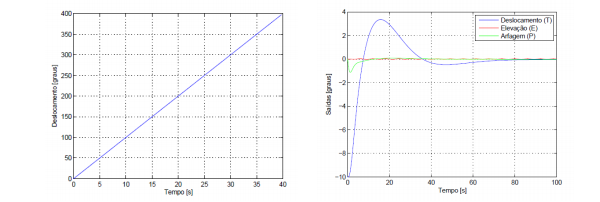 400
350
300
250
200
150
100
50
0
Deslocamento [graus]
0 5 10 15 20 25 30 35 40
Tempo [s]
4
2
0
-2
-4
-6
-8
-10
Saídas [graus]
Deslocamento (T)
Elevação (E)
Arfagem (P)
0 20 40 60 80 100
Tempo [s]